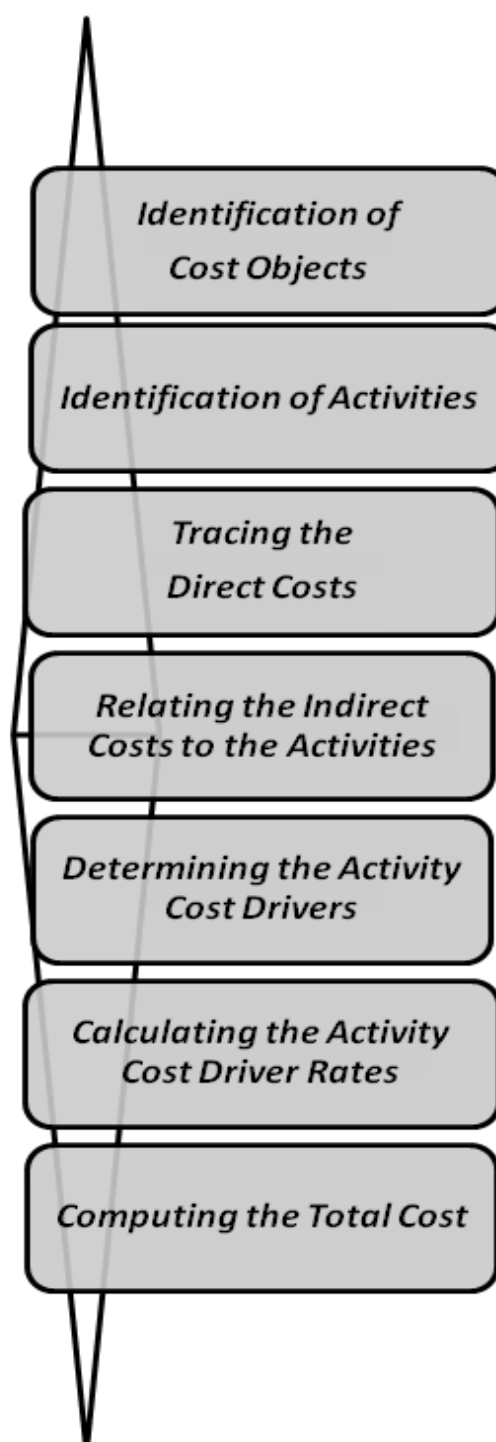 Identification of
Cost Objects
Identification of Activities
Tracing the
Direct Costs
Relating the Indirect
Costs to the Activities
Determining the Activity
Cost Drivers
Calculating the Activity
Cost Driver Rates
Computing the Total Cost